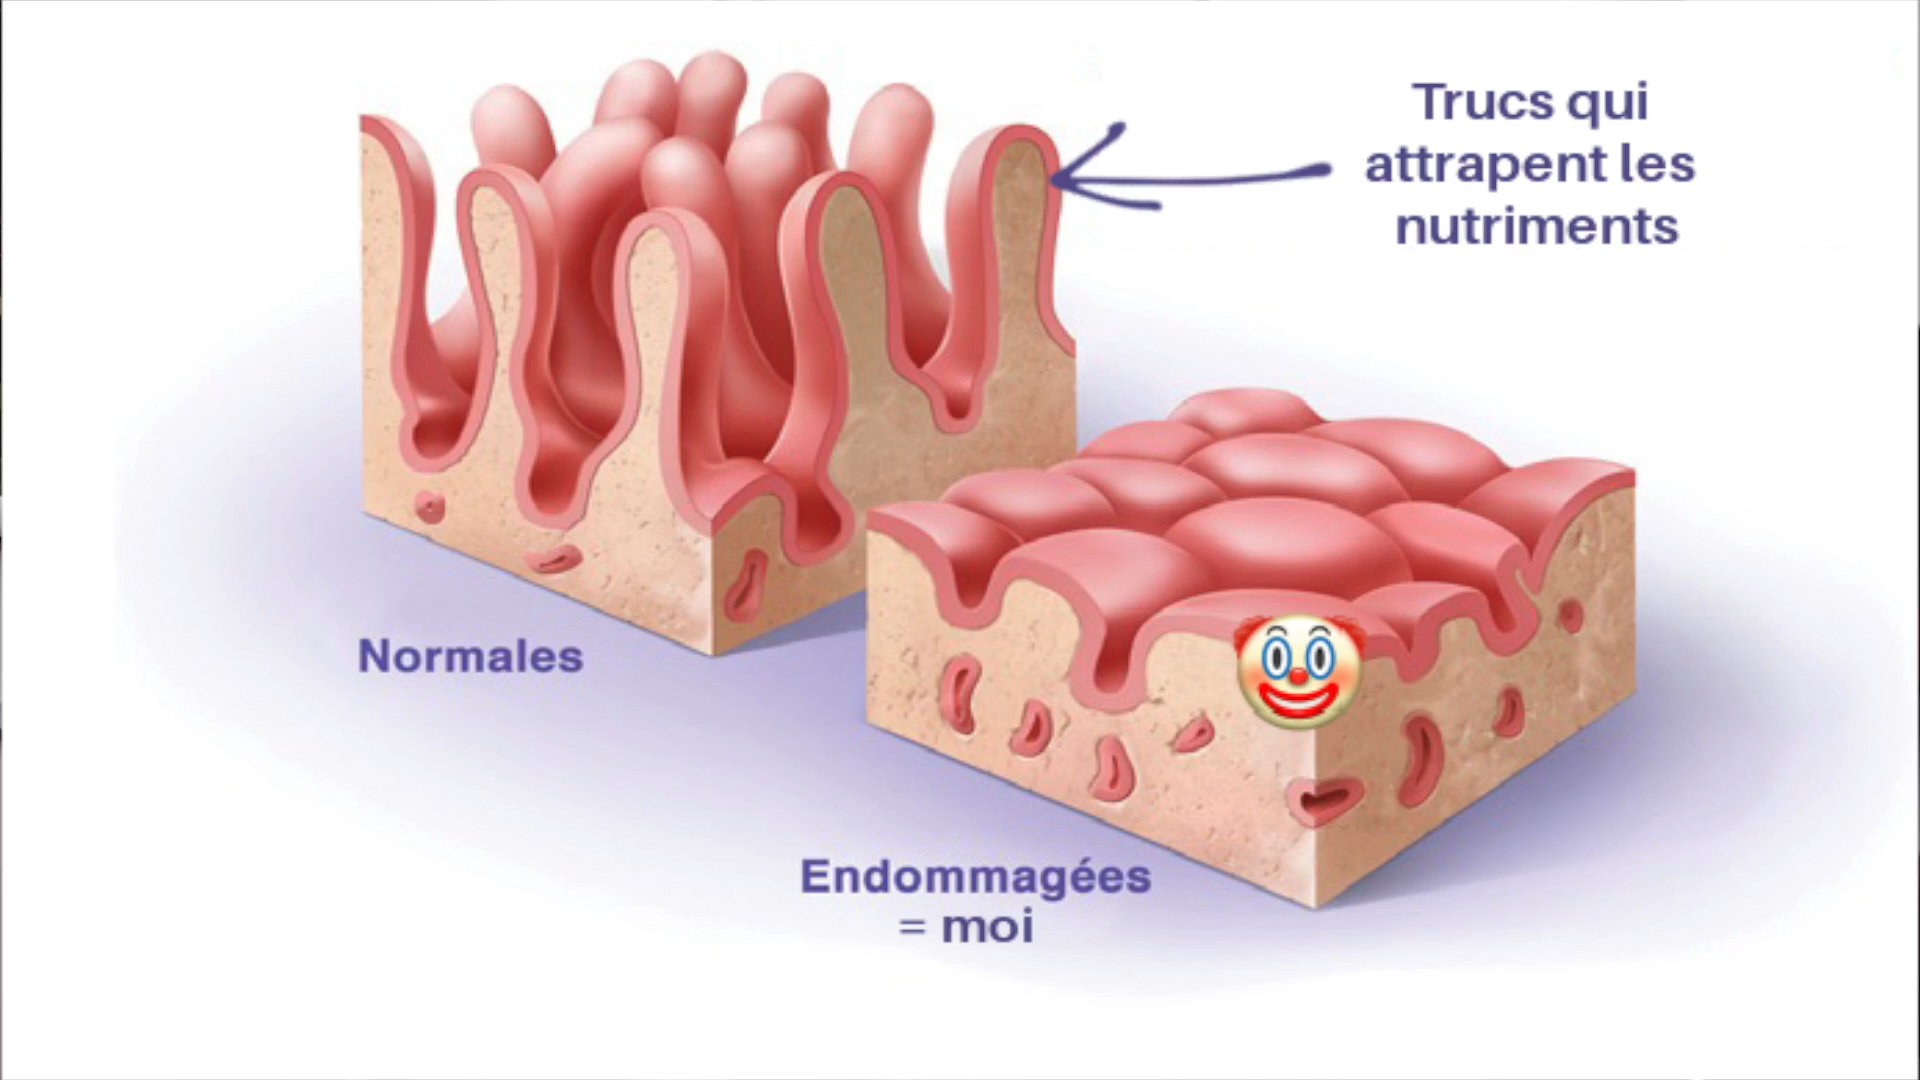 Trucs qui
attrapent les
nutriments
Normales
Endommagées
= moi